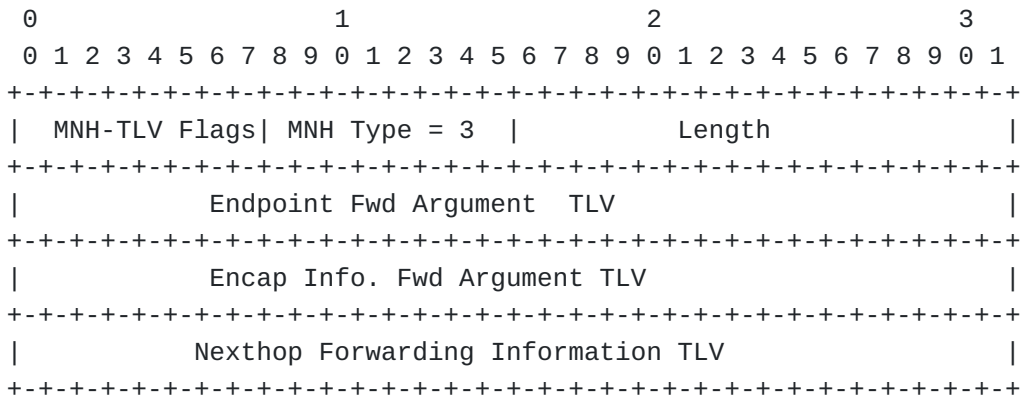 0                   1                   2                   3
 0 1 2 3 4 5 6 7 8 9 0 1 2 3 4 5 6 7 8 9 0 1 2 3 4 5 6 7 8 9 0 1
+-+-+-+-+-+-+-+-+-+-+-+-+-+-+-+-+-+-+-+-+-+-+-+-+-+-+-+-+-+-+-+-+
|  MNH-TLV Flags| MNH Type = 3  |          Length               |
+-+-+-+-+-+-+-+-+-+-+-+-+-+-+-+-+-+-+-+-+-+-+-+-+-+-+-+-+-+-+-+-+
|            Endpoint Fwd Argument  TLV                         |
+-+-+-+-+-+-+-+-+-+-+-+-+-+-+-+-+-+-+-+-+-+-+-+-+-+-+-+-+-+-+-+-+
|            Encap Info. Fwd Argument TLV                       |
+-+-+-+-+-+-+-+-+-+-+-+-+-+-+-+-+-+-+-+-+-+-+-+-+-+-+-+-+-+-+-+-+
|           Nexthop Forwarding Information TLV                  |
+-+-+-+-+-+-+-+-+-+-+-+-+-+-+-+-+-+-+-+-+-+-+-+-+-+-+-+-+-+-+-+-+